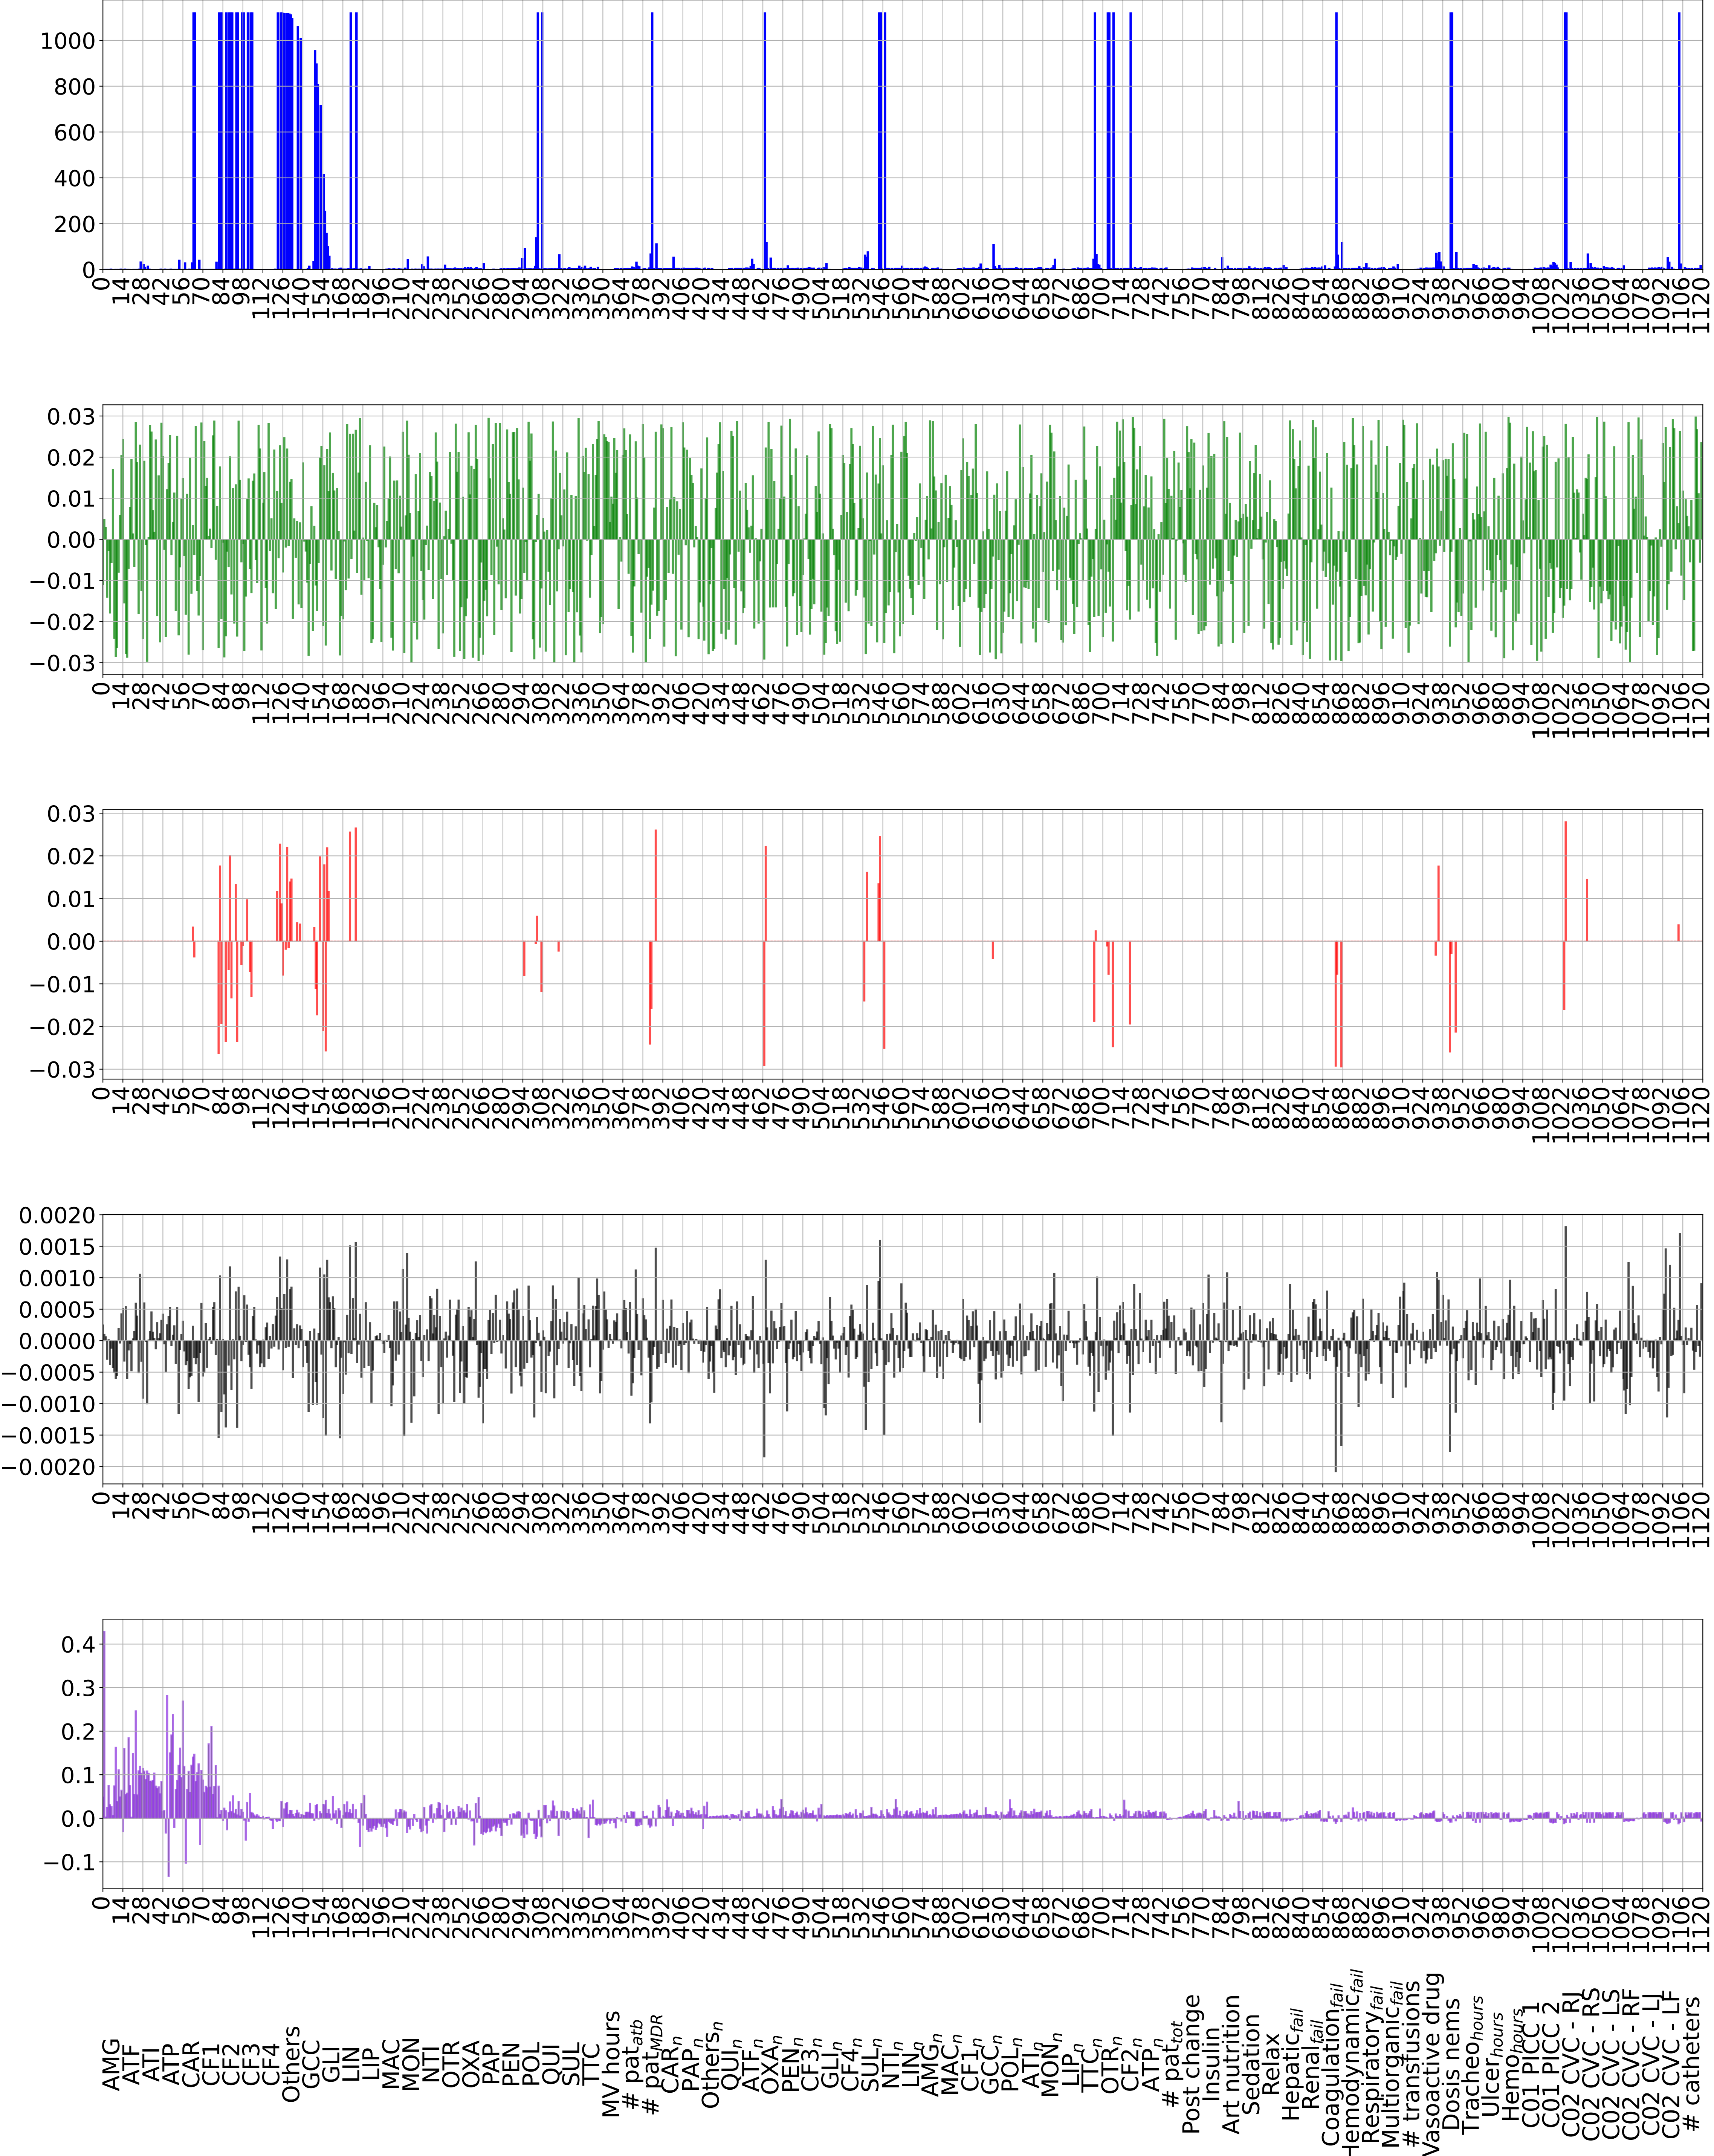 1000
800
600
400
200
0
0 14 28 42 56 70 84 98 112 126 140 154 168 182 196 210 224 238 252 266 280 294 308 322 336 350 364 378 392 406 420 434 448 462 476 490 504 518 532 546 560 574 588 602 616 630 644 658 672 686 700 714 728 742 756 770 784 798 812 826 840 854 868 882 896 910 924 938 952 966 980 994 1008 1022 1036 1050 1064 1078 1092 1106 1120
0.03
0.02
0.01
0.00
−0.01
−0.02
−0.03
0 14 28 42 56 70 84 98 112 126 140 154 168 182 196 210 224 238 252 266 280 294 308 322 336 350 364 378 392 406 420 434 448 462 476 490 504 518 532 546 560 574 588 602 616 630 644 658 672 686 700 714 728 742 756 770 784 798 812 826 840 854 868 882 896 910 924 938 952 966 980 994 1008 1022 1036 1050 1064 1078 1092 1106 1120
0.03
0.02
0.01
0.00
−0.01
−0.02
−0.03
0 14 28 42 56 70 84 98 112 126 140 154 168 182 196 210 224 238 252 266 280 294 308 322 336 350 364 378 392 406 420 434 448 462 476 490 504 518 532 546 560 574 588 602 616 630 644 658 672 686 700 714 728 742 756 770 784 798 812 826 840 854 868 882 896 910 924 938 952 966 980 994 1008 1022 1036 1050 1064 1078 1092 1106 1120
0.0020
0.0015
0.0010
0.0005
0.0000
−0.0005
−0.0010
−0.0015
−0.0020
0 14 28 42 56 70 84 98 112 126 140 154 168 182 196 210 224 238 252 266 280 294 308 322 336 350 364 378 392 406 420 434 448 462 476 490 504 518 532 546 560 574 588 602 616 630 644 658 672 686 700 714 728 742 756 770 784 798 812 826 840 854 868 882 896 910 924 938 952 966 980 994 1008 1022 1036 1050 1064 1078 1092 1106 1120
0.4
0.3
0.2
0.1
0.0
−0.1
0 14 28 42 56 70 84 98 112 126 140 154 168 182 196 210 224 238 252 266 280 294 308 322 336 350 364 378 392 406 420 434 448 462 476 490 504 518 532 546 560 574 588 602 616 630 644 658 672 686 700 714 728 742 756 770 784 798 812 826 840 854 868 882 896 910 924 938 952 966 980 994 1008 1022 1036 1050 1064 1078 1092 1106 1120
AMG
ATF
ATI
ATP
CAR
CF1
CF2
CF3
CF4
Others
GCC
GLI
LIN
LIP
MAC
MON
NTI
OTR
OXA
PAP
PEN
POL
QUI
SUL
TTC
MV hours
# pat_atb
# pat_MDR
CAR_n
PAP_n
Others_n
QUI_n
ATF_n
OXA_n
PEN_n
CF3_n
GLI_n
CF4_n
SUL_n
NTI_n
LIN_n
AMG_n
MAC_n
CF1_n
GCC_n
POL_n
ATI_n
MON_n
LIP_n
TTC_n
OTR_n
CF2_n
ATP_n
# pat_tot
Post change
Insulin
Art nutrition
Sedation
Relax
Hepatic_fail
Renal_fail
Coagulation_fail
Hemodynamic_fail
Respiratory_fail
Multiorganic_fail
# transfusions
Vasoactive drug
Dosis nems
Tracheo_hours
Ulcer_hours
Hemo_hours
C01 PICC 1
C01 PICC 2
C02 CVC - RJ
C02 CVC - RS
C02 CVC - LS
C02 CVC - RF
C02 CVC - LJ
C02 CVC - LF
# catheters